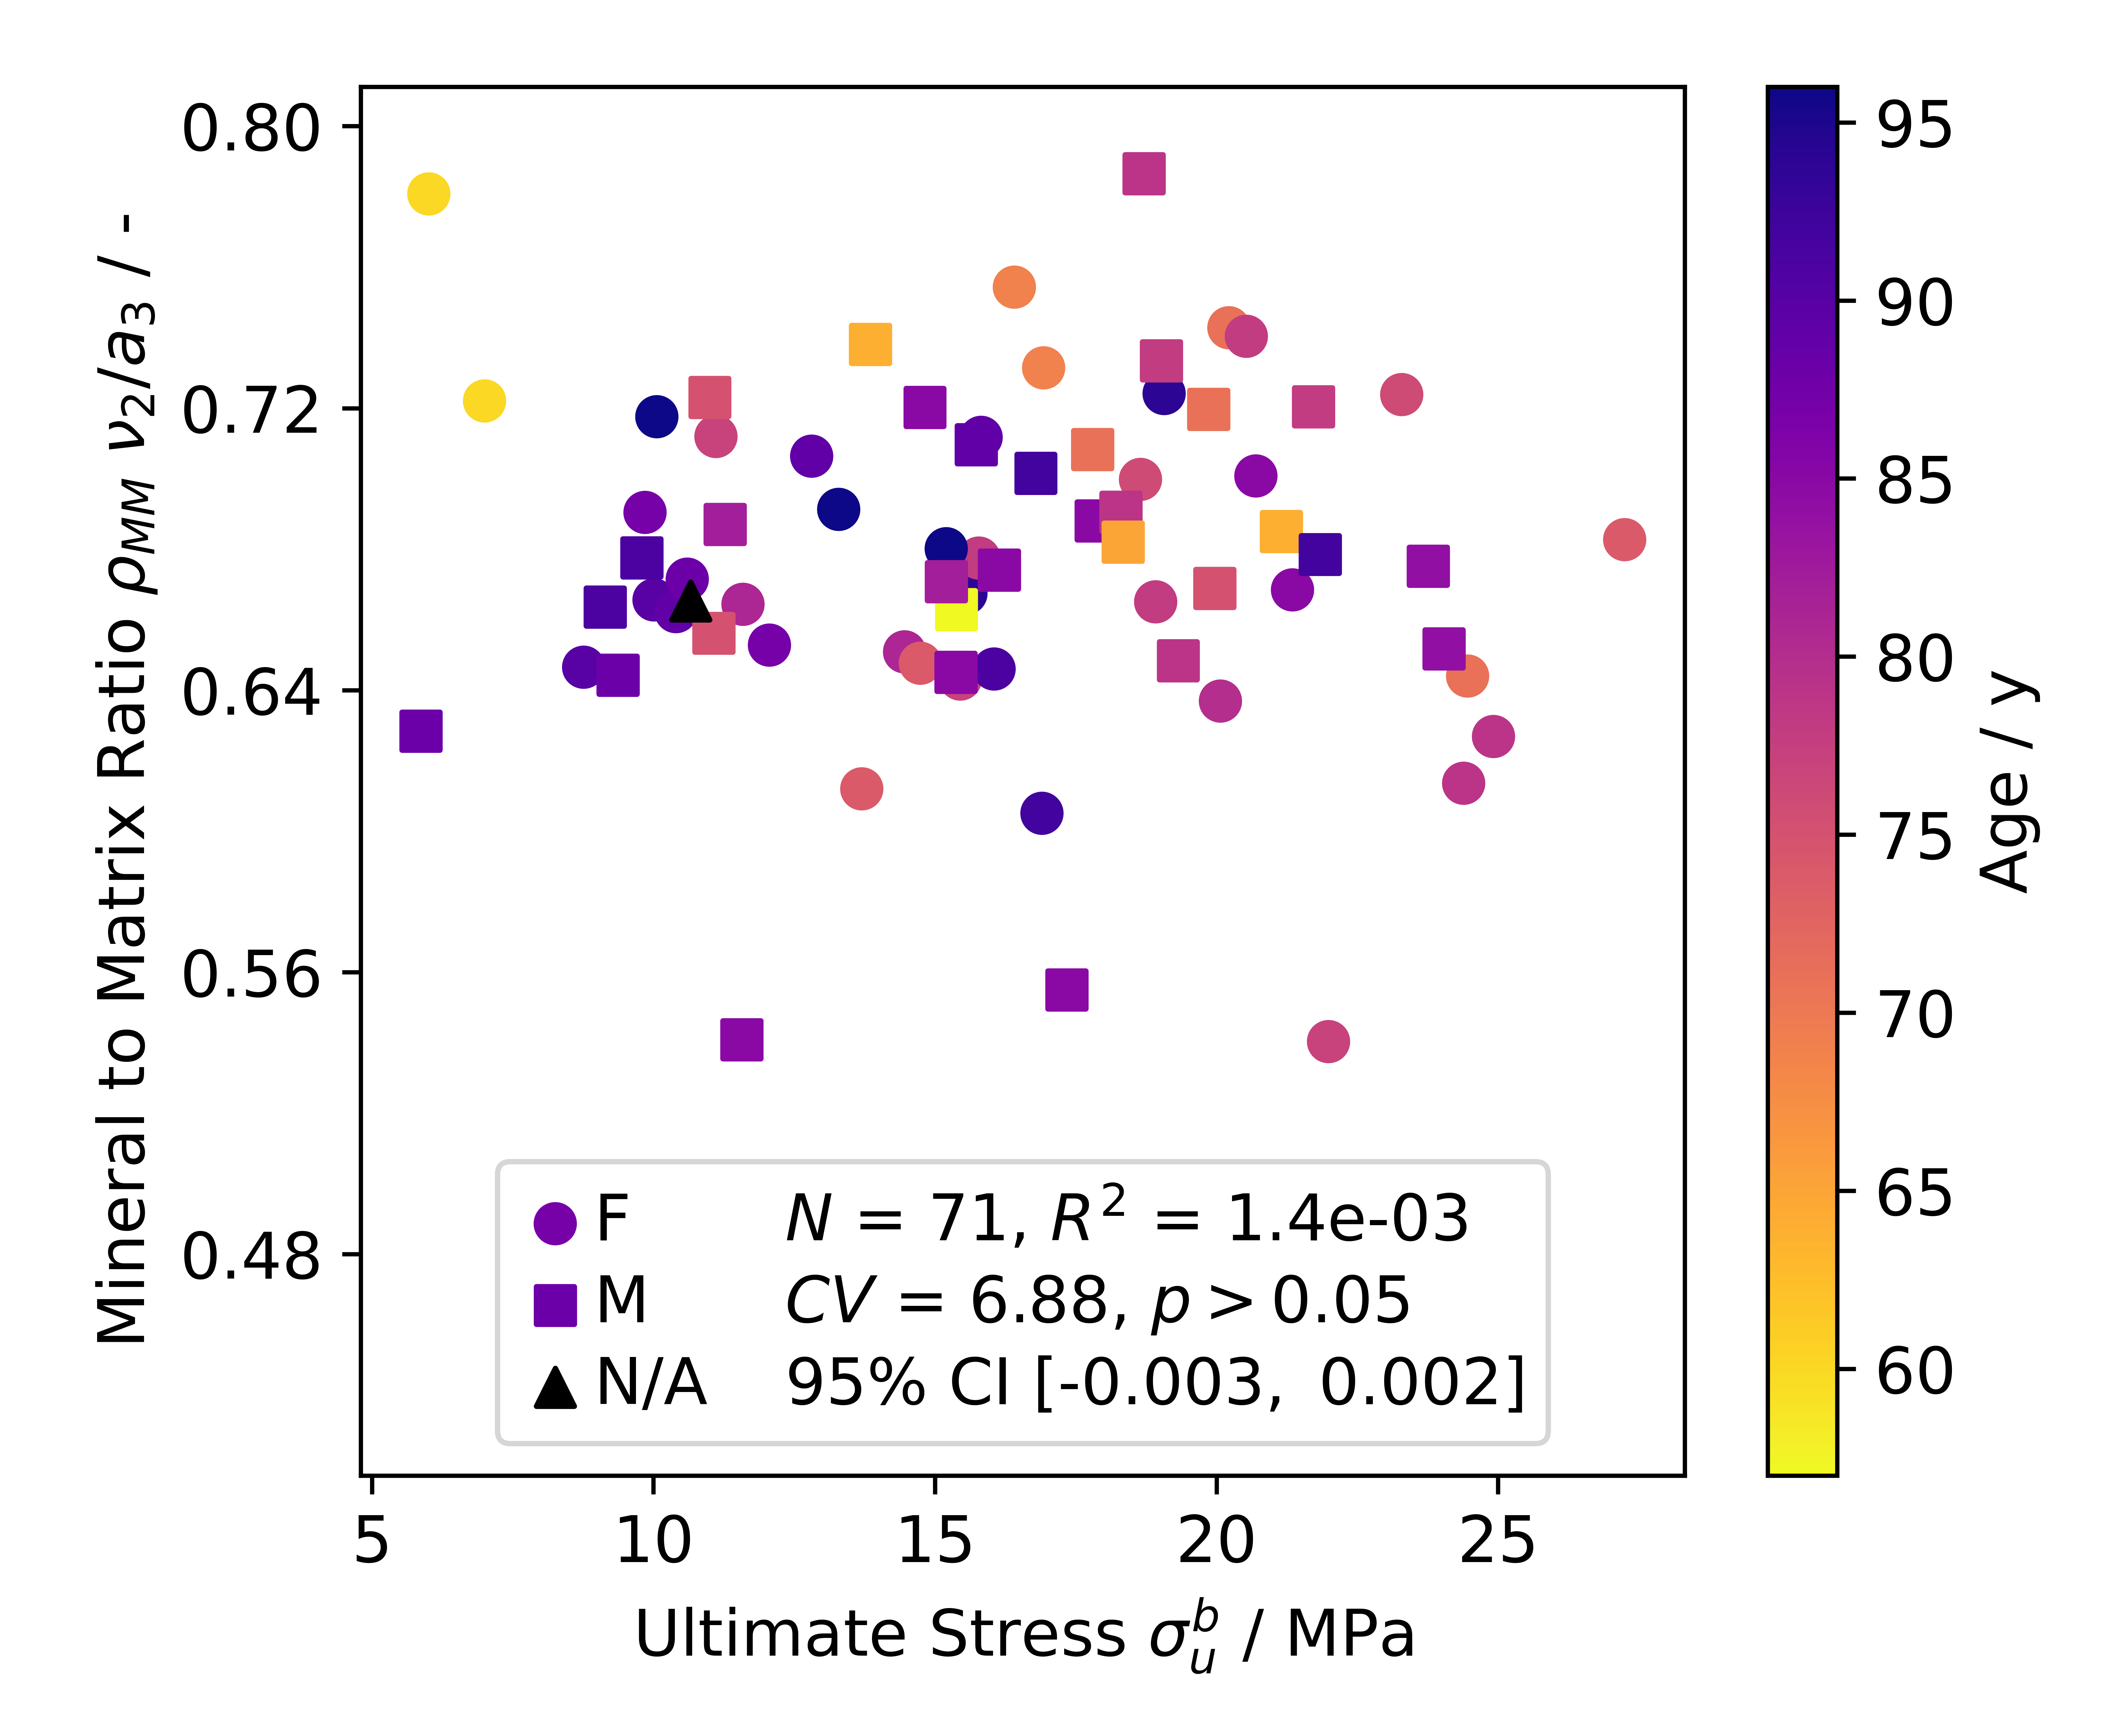 Mineral to Matrix Ratio ρMM ν2/a3 / -
0.80
0.72
0.64
0.56
0.48
F N = 71, R² = 1.4e-03
M CV = 6.88, p > 0.05
N/A 95% CI [-0.003, 0.002]
5 10 15 20 25
Ultimate Stress σ_u^b / MPa
95
90
85
80
75
70
65
60
Age / y